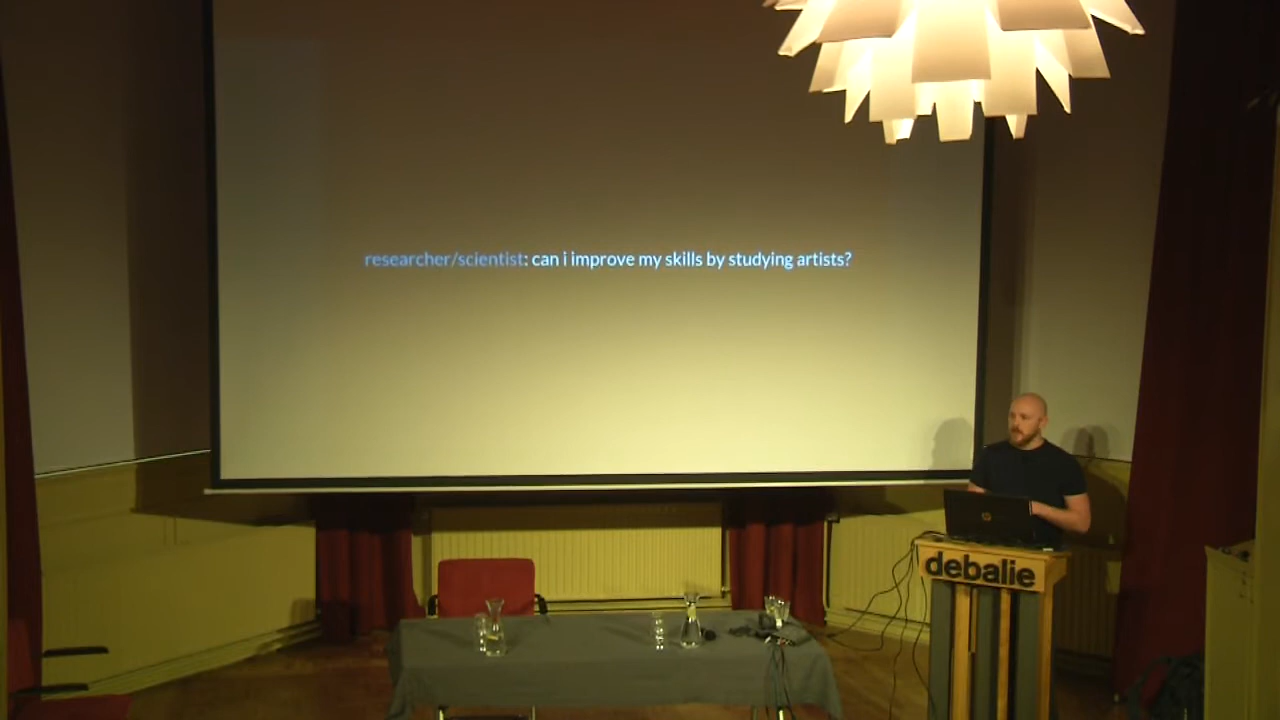 researcher/scientist: can i improve my skills by studying artists?
debalie